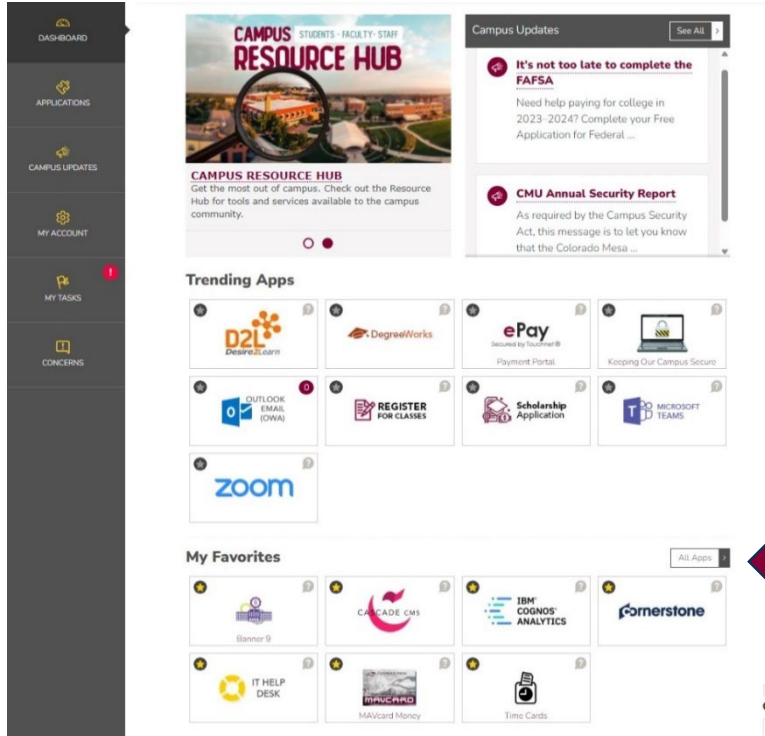 DASHBOARD
APPLICATIONS
CAMPUS UPDATES
MY ACCOUNT
!
MY TASKS
CONCERNS
CAMPUS STUDENTS · FACULTY · STAFF
RESOURCE HUB
CAMPUS RESOURCE HUB
Get the most out of campus. Check out the Resource
Hub for tools and services available to the campus
community.
Campus Updates
See All >
It's not too late to complete the
FAFSA
Need help paying for college in
2023–2024? Complete your Free
Application for Federal ...
CMU Annual Security Report
As required by the Campus Security
Act, this message is to let you know
that the Colorado Mesa ...
Trending Apps
D2L
Desire2Learn
DegreeWorks
ePay
Secured by Touchnet®
Payment Portal
Keeping Our Campus Secure
0
OUTLOOK
EMAIL
(OWA)
REGISTER
FOR CLASSES
Scholarship
Application
MICROSOFT
TEAMS
zoom
My Favorites
All Apps >
Banner 9
CASCADE CMS
IBM®
COGNOS®
ANALYTICS
Cornerstone
IT HELP
DESK
MAVCARD
MAVcard Money
Time Cards